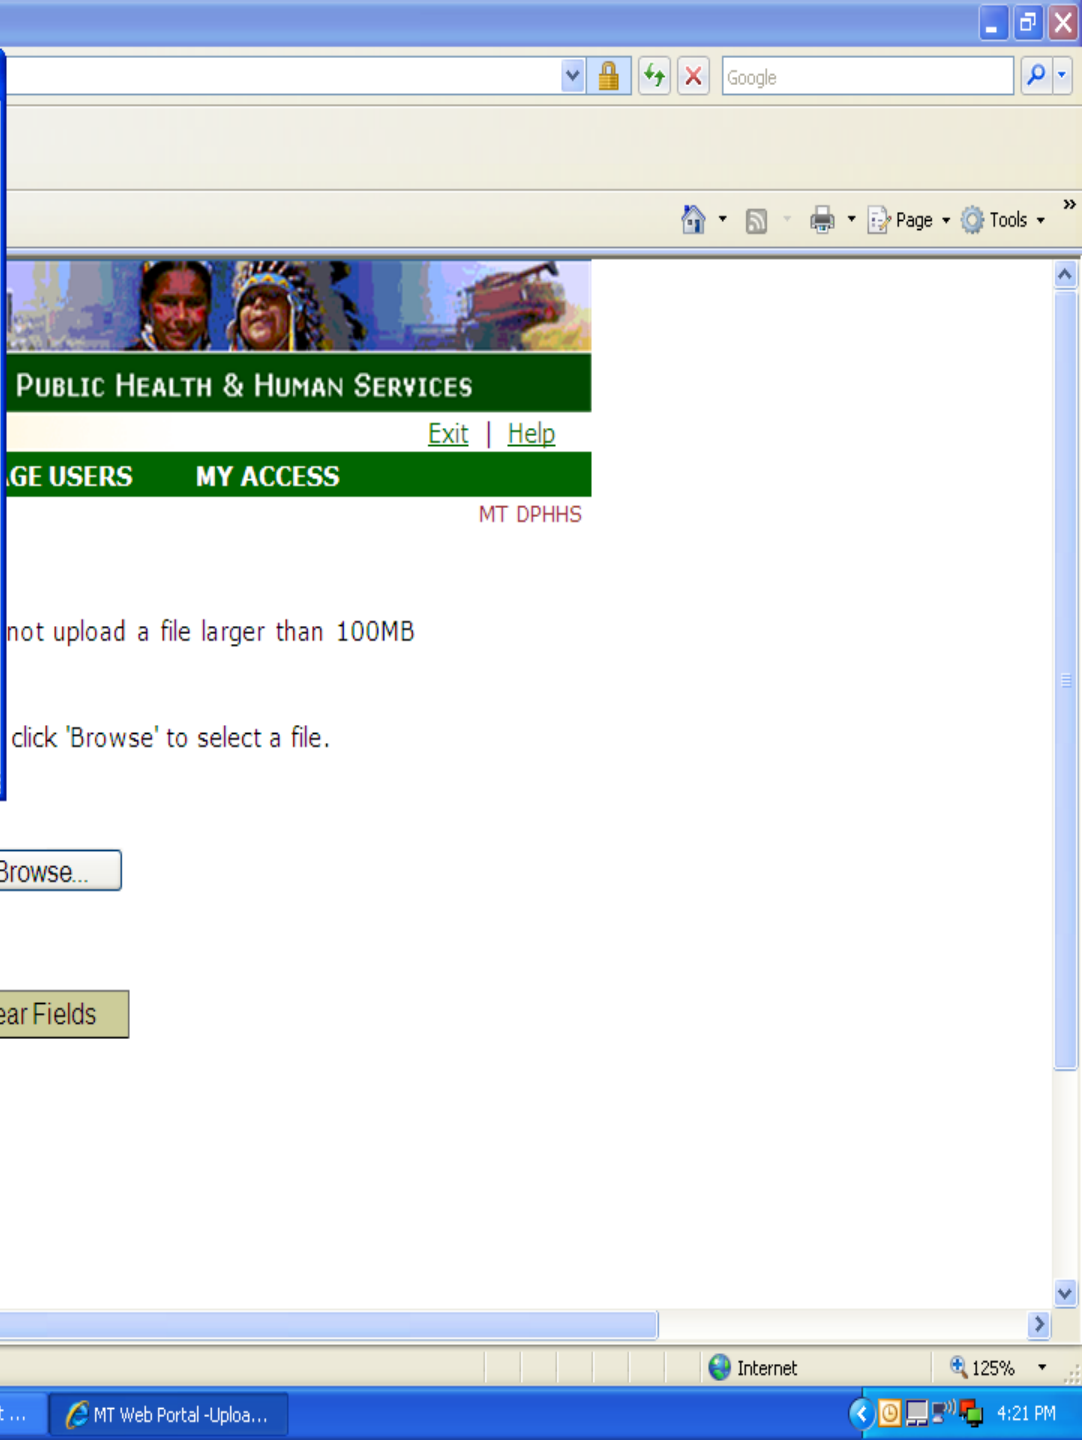 Google
Page
Tools
»
PUBLIC HEALTH & HUMAN SERVICES
Exit | Help
GE USERS MY ACCESS
MT DPHHS
not upload a file larger than 100MB
click 'Browse' to select a file.
Browse...
ear Fields
Internet
125%
t ...
MT Web Portal -Uploa...
4:21 PM